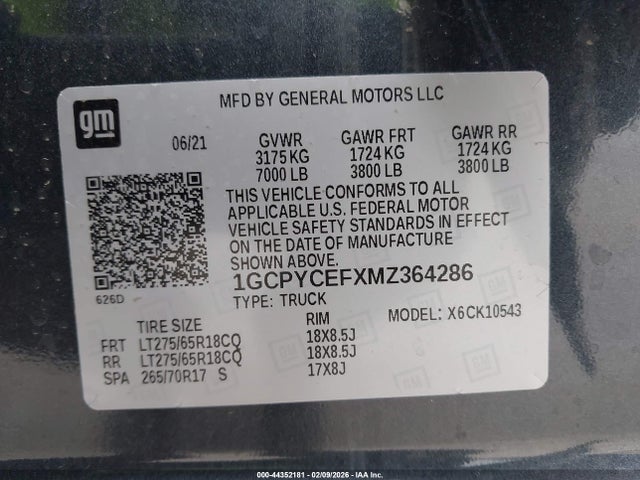 gm
MFD BY GENERAL MOTORS LLC
06/21
GVWR GAWR FRT GAWR RR
3175 KG 1724 KG 1724 KG
7000 LB 3800 LB 3800 LB
THIS VEHICLE CONFORMS TO ALL
APPLICABLE U.S. FEDERAL MOTOR
VEHICLE SAFETY STANDARDS IN EFFECT
ON THE DATE OF MANUFACTURE
SHOWN ABOVE.
626D
1GCPYCEFXMZ364286
TYPE: TRUCK
MODEL: X6CK10543
TIRE SIZE RIM
FRT LT275/65R18CQ 18X8.5J
RR LT275/65R18CQ 18X8.5J
SPA 265/70R17 S 17X8J
000-44352181 - 02/09/2026 - IAA Inc.